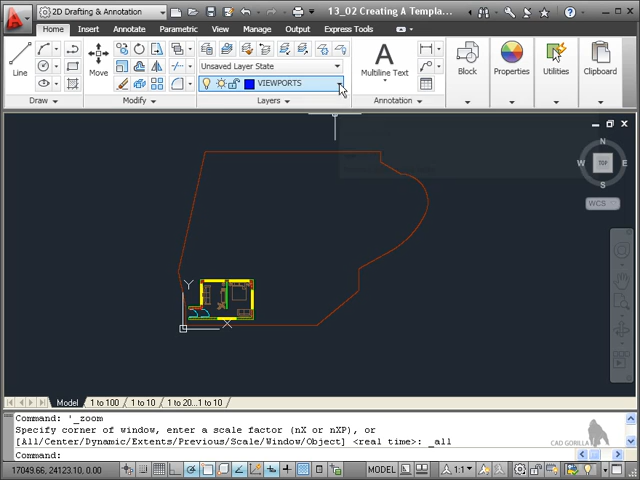 2D Drafting & Annotation
13_02 Creating A Templa...
Home Insert Annotate Parametric View Manage Output Express Tools
Line
Move
Unsaved Layer State
VIEWPORTS
A
Multiline Text
Block
Properties
Utilities
Clipboard
Draw
Modify
Layers
Annotation
N
W
TOP
E
S
WCS
Y
X
Model 1 to 100 1 to 10 1 to 20...1 to 10
Command: '_zoom
Specify corner of window, enter a scale factor (nX or nXP), or
[All/Center/Dynamic/Extents/Previous/Scale/Window/Object] <real time>: _all
CAD GORILLA
Command:
17049.66, 24123.10, 0.00
MODEL
1:1